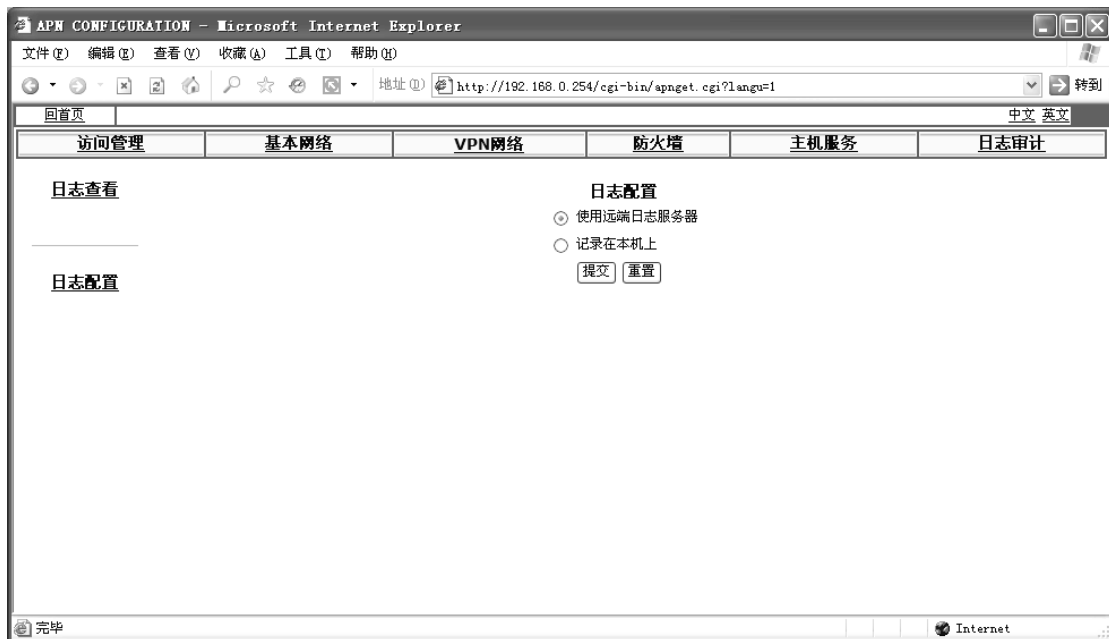 APN CONFIGURATION - Microsoft Internet Explorer
文件(F) 编辑(E) 查看(V) 收藏(A) 工具(T) 帮助(H)
地址(D) http://192.168.0.254/cgi-bin/apnget.cgi?langu=1 转到
回首页 中文 英文
访问管理 基本网络 VPN网络 防火墙 主机服务 日志审计
日志查看
日志配置
使用远端日志服务器
记录在本机上
提交 重置
日志配置
完毕 Internet